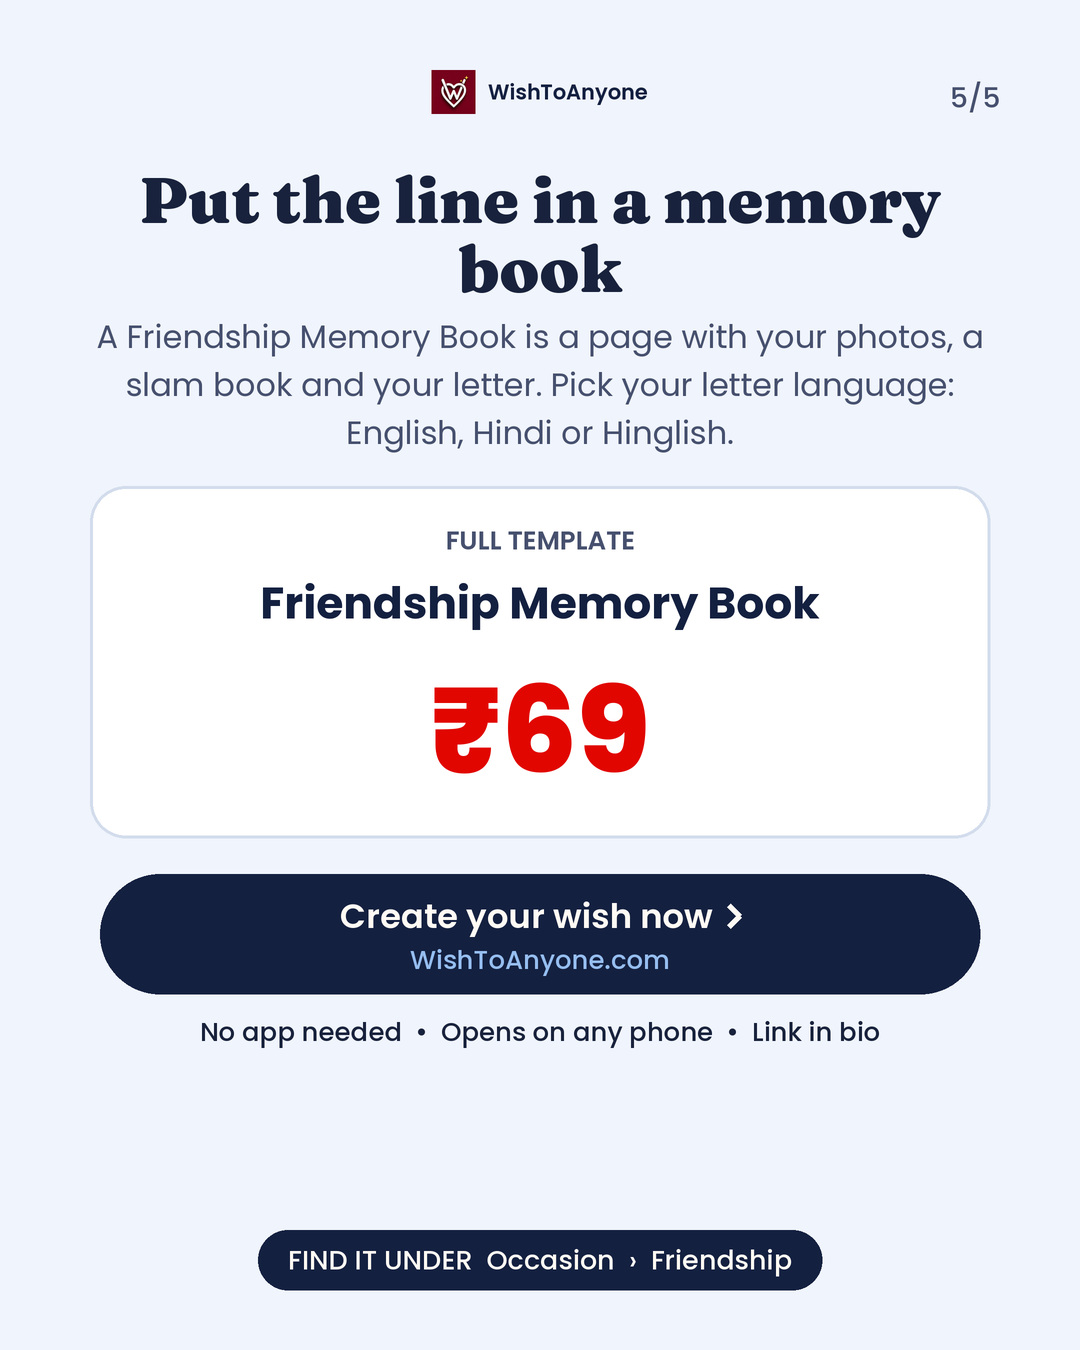 WishToAnyone
5/5
Put the line in a memory
book
A Friendship Memory Book is a page with your photos, a
slam book and your letter. Pick your letter language:
English, Hindi or Hinglish.
FULL TEMPLATE
Friendship Memory Book
₹69
Create your wish now ›
WishToAnyone.com
No app needed • Opens on any phone • Link in bio
FIND IT UNDER Occasion › Friendship